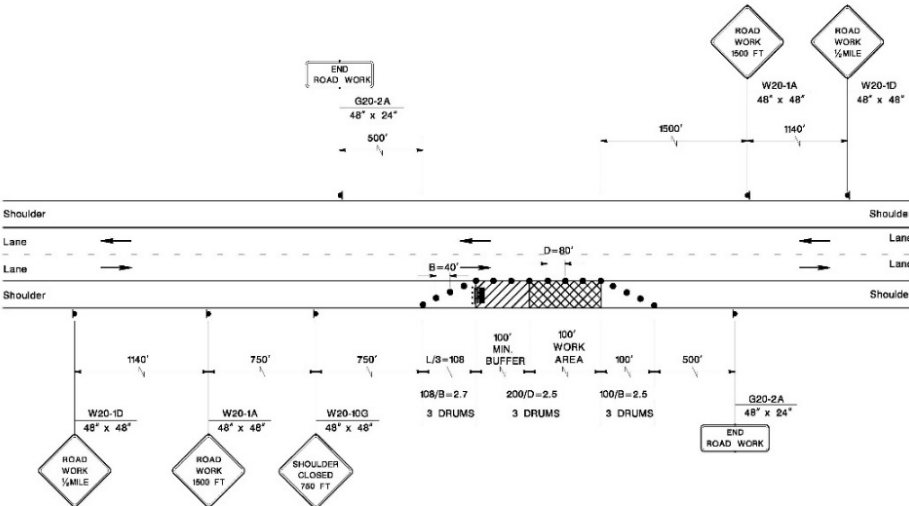 ROAD
WORK
1500 FT
W20-1A
48" x 48"
ROAD
WORK
½ MILE
W20-1D
48" x 48"
END
ROAD WORK
G20-2A
48" x 24"
500'
1500'
1140'
Shoulder
Shoulder
Lane
Lane
D=80'
Lane
B=40'
Lane
Shoulder
Shoulder
1140'
750'
750'
L/3=108
100'
MIN.
BUFFER
100'
WORK
AREA
100'
500'
108/B=2.7
3 DRUMS
200/D=2.5
3 DRUMS
100/B=2.5
3 DRUMS
W20-1D
48" x 48"
ROAD
WORK
½ MILE
W20-1A
48" x 48"
ROAD
WORK
1500 FT
W20-10G
48" x 48"
SHOULDER
CLOSED
750 FT
G20-2A
48" x 24"
END
ROAD WORK